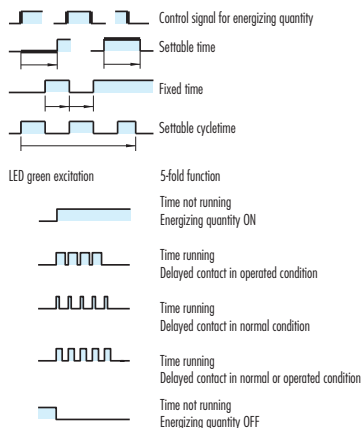 Control signal for energizing quantity
Settable time
Fixed time
Settable cycletime
LED green excitation
5-fold function
Time not running
Energizing quantity ON
Time running
Delayed contact in operated condition
Time running
Delayed contact in normal condition
Time running
Delayed contact in normal or operated condition
Time not running
Energizing quantity OFF